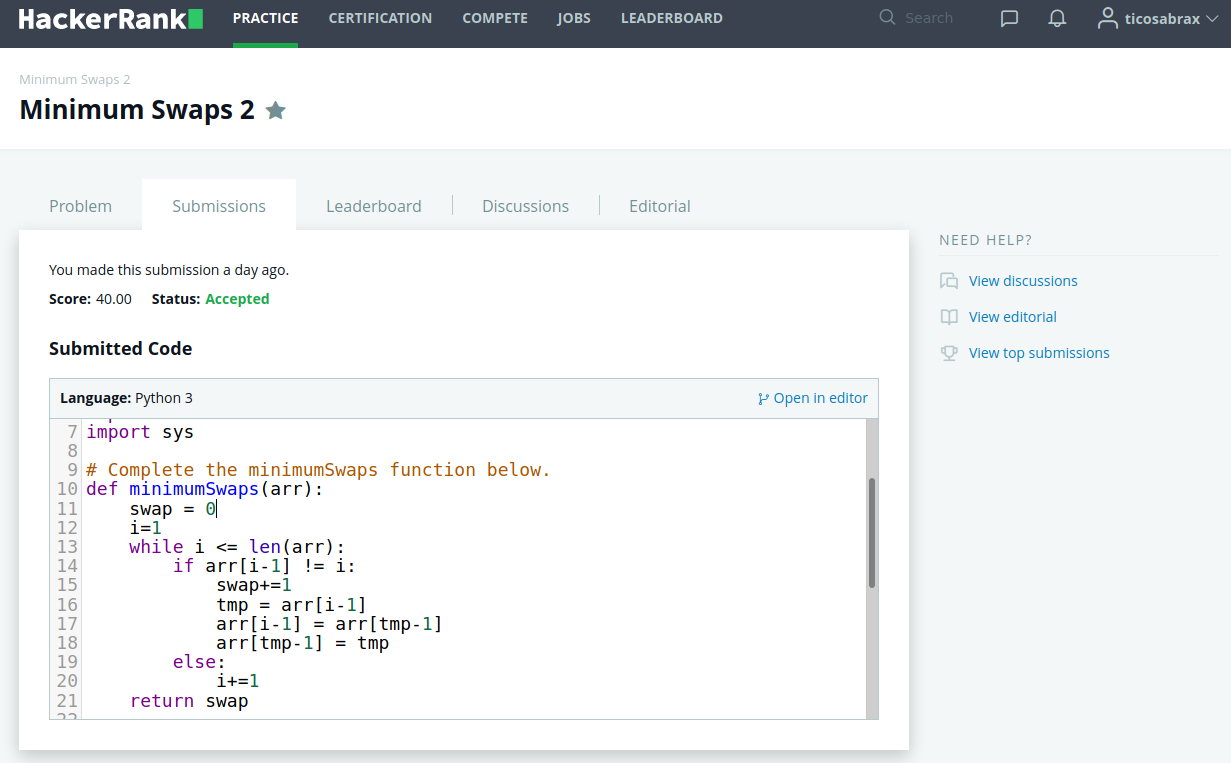 HackerRank
PRACTICE CERTIFICATION COMPETE JOBS LEADERBOARD Search ticosabrax
Minimum Swaps 2
Minimum Swaps 2
Problem Submissions Leaderboard Discussions Editorial
You made this submission a day ago.
Score: 40.00 Status: Accepted
Submitted Code
Language: Python 3 Open in editor
7 import sys
8
9 # Complete the minimumSwaps function below.
10 def minimumSwaps(arr):
11     swap = 0
12     i=1
13     while i <= len(arr):
14         if arr[i-1] != i:
15             swap+=1
16             tmp = arr[i-1]
17             arr[i-1] = arr[tmp-1]
18             arr[tmp-1] = tmp
19         else:
20             i+=1
21     return swap
NEED HELP?
View discussions
View editorial
View top submissions